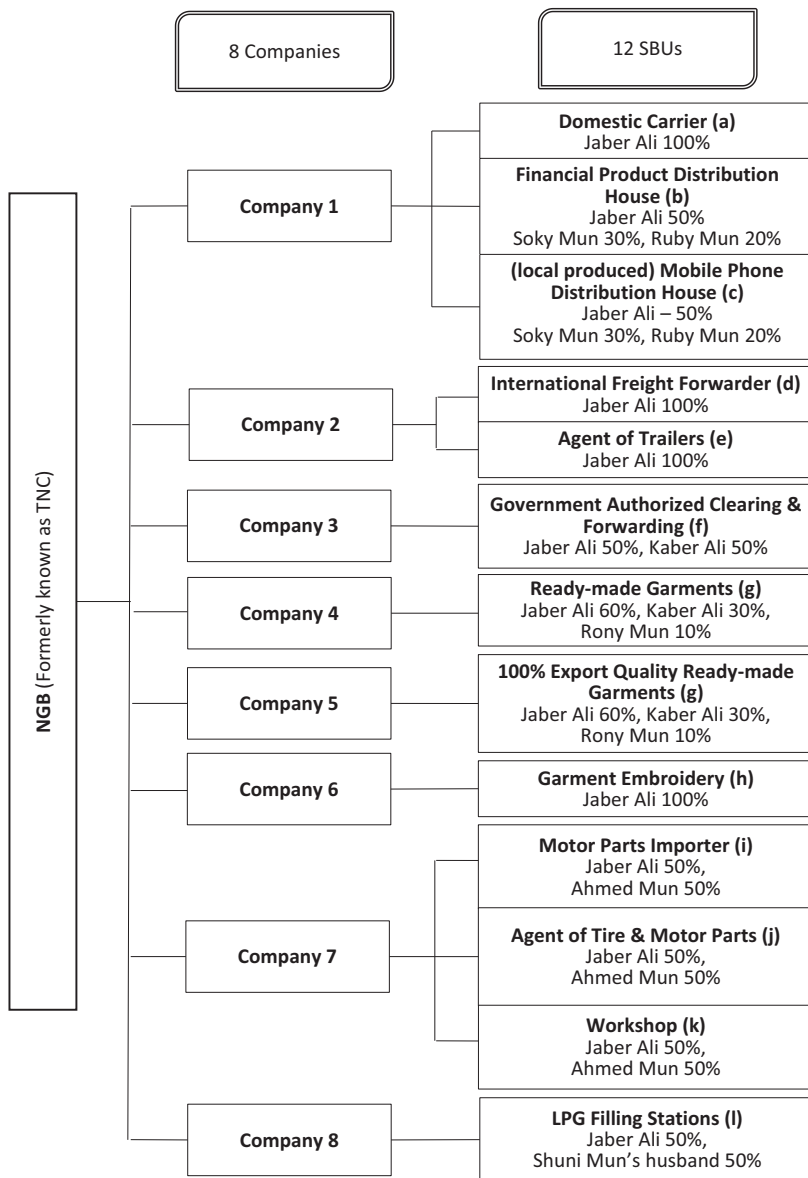 8 Companies
12 SBUs
NGB (Formerly known as TNC)
Company 1
Domestic Carrier (a)
Jaber Ali 100%
Financial Product Distribution
House (b)
Jaber Ali 50%
Soky Mun 30%, Ruby Mun 20%
(local produced) Mobile Phone
Distribution House (c)
Jaber Ali – 50%
Soky Mun 30%, Ruby Mun 20%
Company 2
International Freight Forwarder (d)
Jaber Ali 100%
Agent of Trailers (e)
Jaber Ali 100%
Company 3
Government Authorized Clearing &
Forwarding (f)
Jaber Ali 50%, Kaber Ali 50%
Company 4
Ready-made Garments (g)
Jaber Ali 60%, Kaber Ali 30%,
Rony Mun 10%
Company 5
100% Export Quality Ready-made
Garments (g)
Jaber Ali 60%, Kaber Ali 30%,
Rony Mun 10%
Company 6
Garment Embroidery (h)
Jaber Ali 100%
Company 7
Motor Parts Importer (i)
Jaber Ali 50%,
Ahmed Mun 50%
Agent of Tire & Motor Parts (j)
Jaber Ali 50%,
Ahmed Mun 50%
Workshop (k)
Jaber Ali 50%,
Ahmed Mun 50%
Company 8
LPG Filling Stations (l)
Jaber Ali 50%,
Shuni Mun's husband 50%